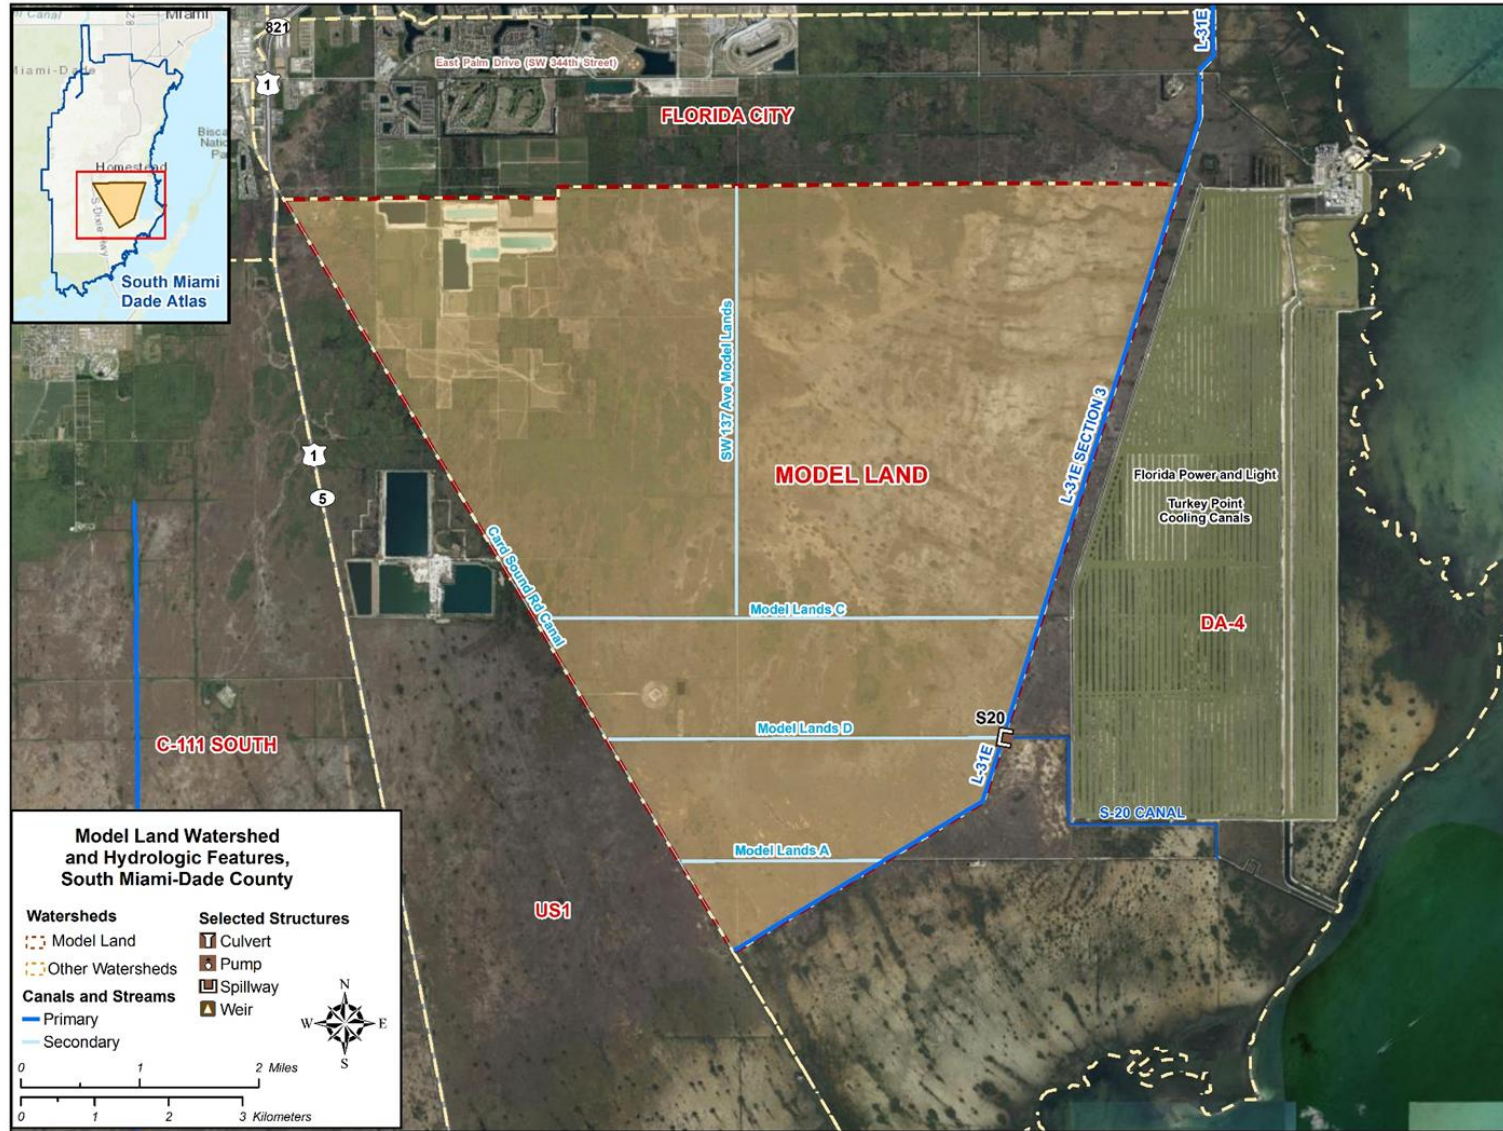 Miami
Miami-Dade
Homestead
South Miami
Dade Atlas
821
1
East Palm Drive (SW 344th Street)
L-31E
FLORIDA CITY
SW 137 Ave Model Lands
MODEL LAND
L-31E SECTION 3
1
5
Florida Power and Light
Turkey Point
Cooling Canals
Card Sound Rd Canal
Model Lands C
DA-4
S20
Model Lands D
L-31E
C-111 SOUTH
S-20 CANAL
Model Lands A
US1
Model Land Watershed
and Hydrologic Features,
South Miami-Dade County
Watersheds
Model Land
Other Watersheds
Canals and Streams
Primary
Secondary
Selected Structures
Culvert
Pump
Spillway
Weir
N
W E
S
0 1 2 Miles
0 1 2 3 Kilometers